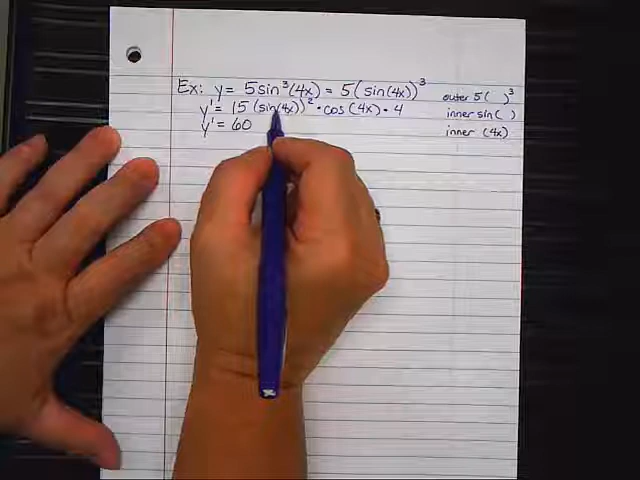 Ex: y = 5sin³(4x) = 5(sin(4x))³
y' = 15 (sin(4x))² • cos (4x) • 4
y' = 60
outer 5( )³
inner sin( )
inner (4x)